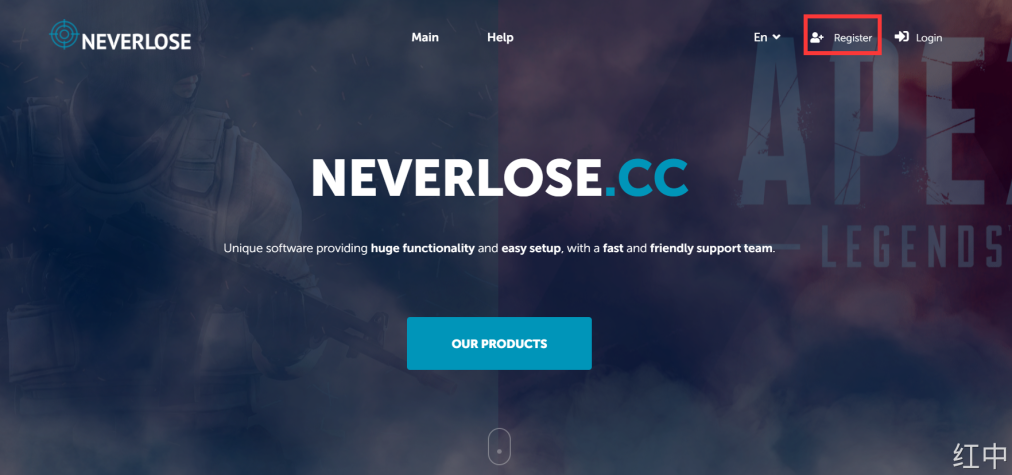 NEVERLOSE
Main
Help
En
Register
Login
NEVERLOSE.CC
Unique software providing huge functionality and easy setup, with a fast and friendly support team.
LEGENDS
OUR PRODUCTS
红中